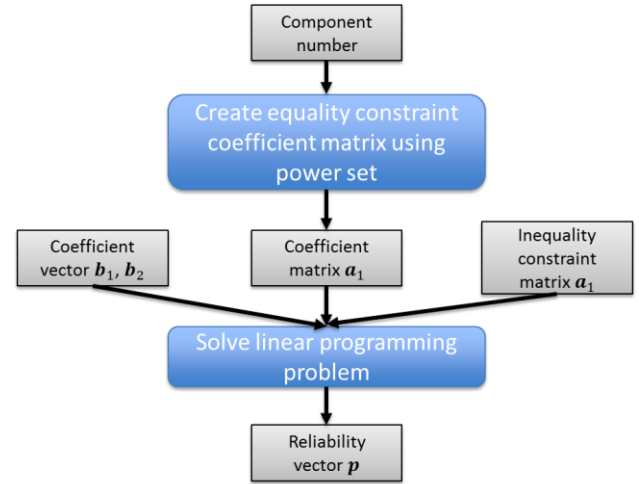 Component
number
Create equality constraint
coefficient matrix using
power set
Coefficient
vector b₁, b₂
Coefficient
matrix a₁
Inequality
constraint
matrix a₁
Solve linear programming
problem
Reliability
vector p